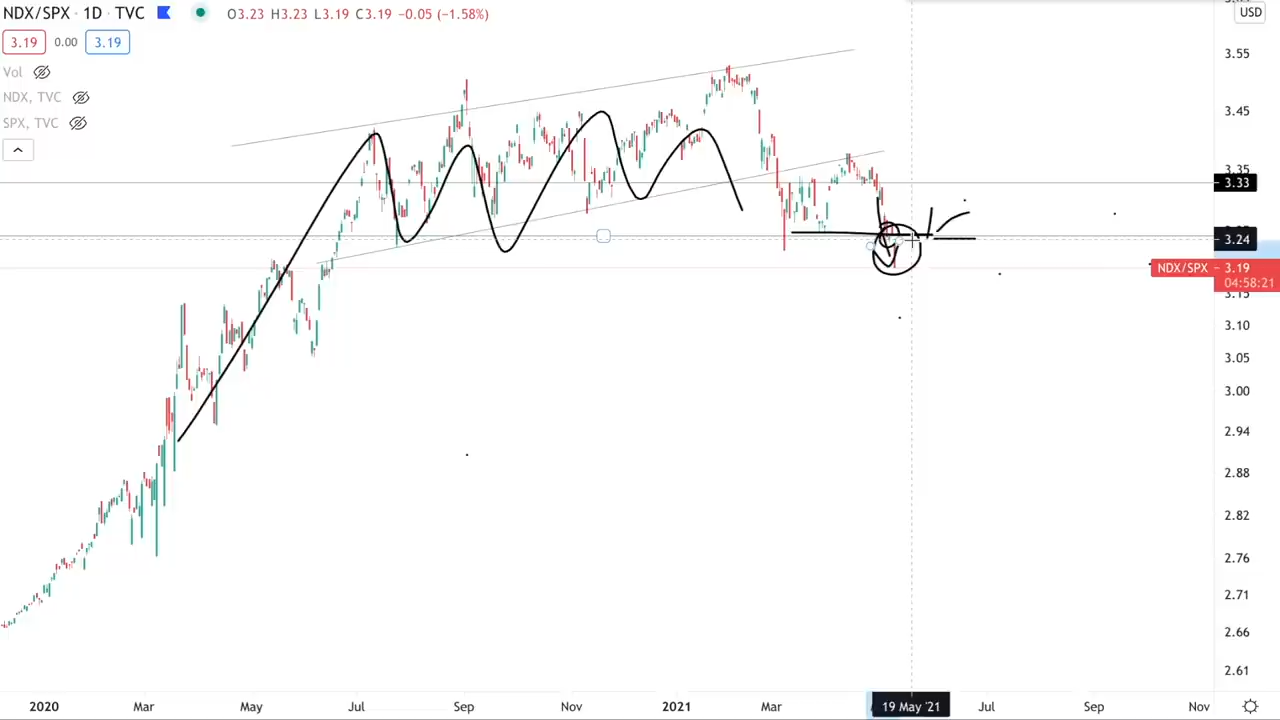 NDX/SPX · 1D · TVC O3.23 H3.23 L3.19 C3.19 −0.05 (−1.58%)
USD
3.19 0.00 3.19
Vol
NDX, TVC
SPX, TVC
3.55
3.45
3.35
3.33
3.24
NDX/SPX 3.19
04:58:21
3.15
3.10
3.05
3.00
2.94
2.88
2.82
2.76
2.71
2.66
2.61
2020 Mar May Jul Sep Nov 2021 Mar 19 May '21 Jul Sep Nov